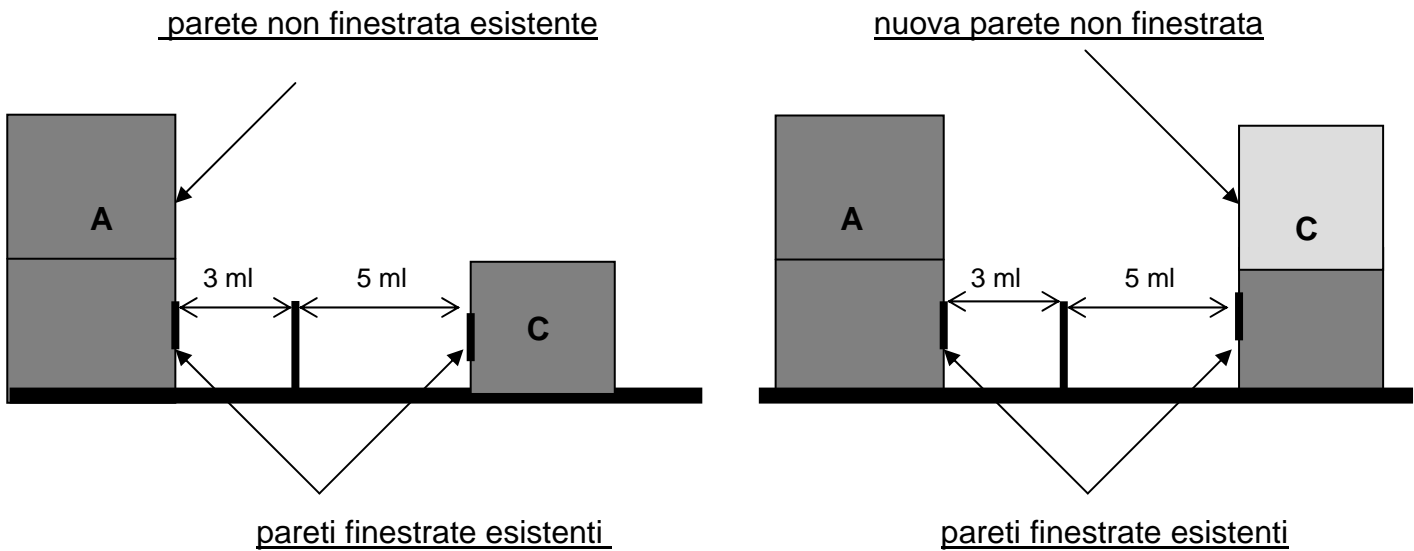 parete non finestrata esistente
nuova parete non finestrata
A
3 ml
5 ml
C
A
3 ml
5 ml
C
pareti finestrate esistenti
pareti finestrate esistenti